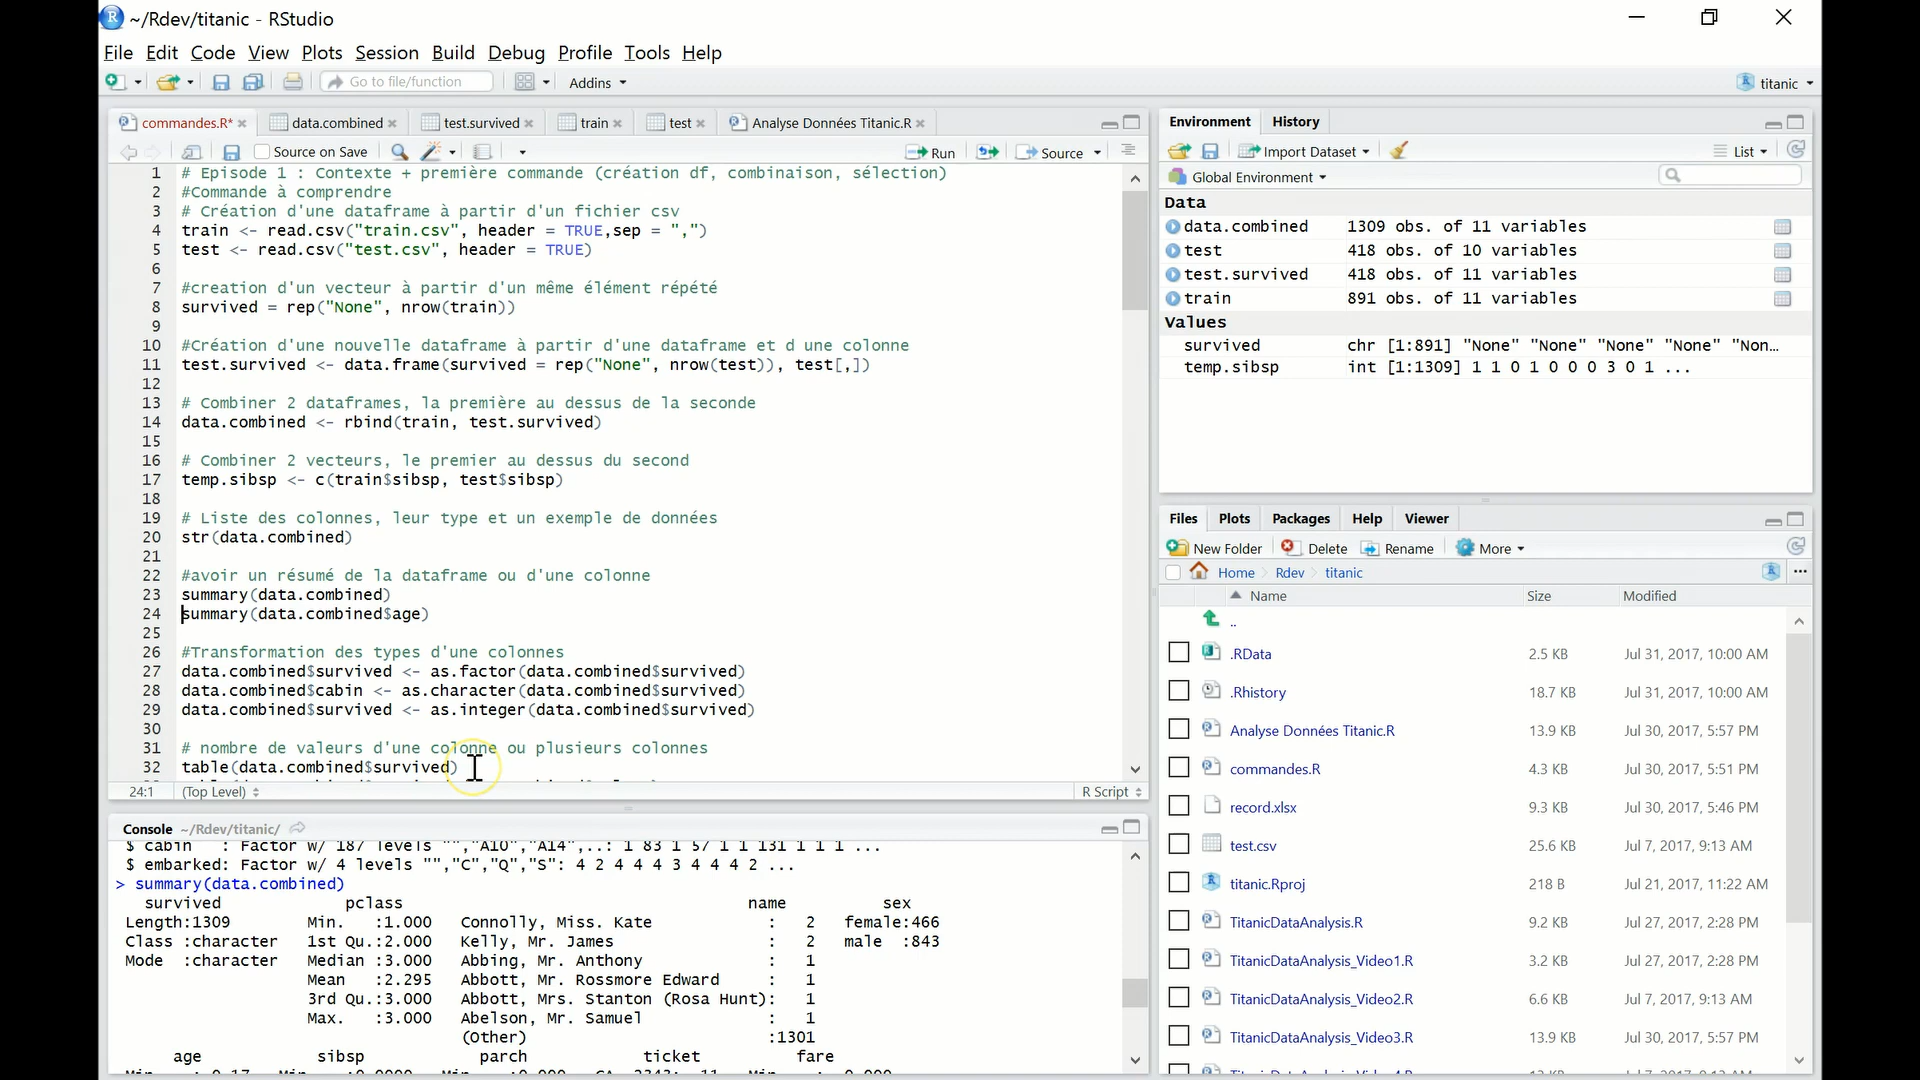 ~/Rdev/titanic - RStudio
File Edit Code View Plots Session Build Debug Profile Tools Help
Go to file/function Addins titanic
commandes.R* data.combined test.survived train test Analyse Données Titanic.R
Source on Save Run Source
1 # Episode 1 : Contexte + première commande (création df, combinaison, sélection)
2 #Commande à comprendre
3 # Création d'une dataframe à partir d'un fichier csv
4 train <- read.csv("train.csv", header = TRUE,sep = ",")
5 test <- read.csv("test.csv", header = TRUE)
6
7 #creation d'un vecteur à partir d'un même élément répété
8 survived = rep("None", nrow(train))
9
10 #Création d'une nouvelle dataframe à partir d'une dataframe et d une colonne
11 test.survived <- data.frame(survived = rep("None", nrow(test)), test[,])
12
13 # Combiner 2 dataframes, la première au dessus de la seconde
14 data.combined <- rbind(train, test.survived)
15
16 # Combiner 2 vecteurs, le premier au dessus du second
17 temp.sibsp <- c(train$sibsp, test$sibsp)
18
19 # Liste des colonnes, leur type et un exemple de données
20 str(data.combined)
21
22 #avoir un résumé de la dataframe ou d'une colonne
23 summary(data.combined)
24 summary(data.combined$age)
25
26 #Transformation des types d'une colonnes
27 data.combined$survived <- as.factor(data.combined$survived)
28 data.combined$cabin <- as.character(data.combined$survived)
29 data.combined$survived <- as.integer(data.combined$survived)
30
31 # nombre de valeurs d'une colonne ou plusieurs colonnes
32 table(data.combined$survived)
24:1 (Top Level) R Script
Console ~/Rdev/titanic/
$ cabin : Factor w/ 187 levels "","A10","A14",..: 1 83 1 57 1 1 131 1 1 1 ...
$ embarked: Factor w/ 4 levels "","C","Q","S": 4 2 4 4 4 3 4 4 4 2 ...
> summary(data.combined)
survived pclass name sex
Length:1309 Min. :1.000 Connolly, Miss. Kate : 2 female:466
Class :character 1st Qu.:2.000 Kelly, Mr. James : 2 male :843
Mode :character Median :3.000 Abbing, Mr. Anthony : 1
Mean :2.295 Abbott, Mr. Rossmore Edward : 1
3rd Qu.:3.000 Abbott, Mrs. Stanton (Rosa Hunt): 1
Max. :3.000 Abelson, Mr. Samuel : 1
(Other) :1301
age sibsp parch ticket fare
Environment History
Import Dataset List
Global Environment
Data
data.combined 1309 obs. of 11 variables
test 418 obs. of 10 variables
test.survived 418 obs. of 11 variables
train 891 obs. of 11 variables
Values
survived chr [1:891] "None" "None" "None" "None" "Non...
temp.sibsp int [1:1309] 1 1 0 1 0 0 0 3 0 1 ...
Files Plots Packages Help Viewer
New Folder Delete Rename More
Home Rdev titanic
Name Size Modified
..
.RData 2.5 KB Jul 31, 2017, 10:00 AM
.Rhistory 18.7 KB Jul 31, 2017, 10:00 AM
Analyse Données Titanic.R 13.9 KB Jul 30, 2017, 5:57 PM
commandes.R 4.3 KB Jul 30, 2017, 5:51 PM
record.xlsx 9.3 KB Jul 30, 2017, 5:46 PM
test.csv 25.6 KB Jul 7, 2017, 9:13 AM
titanic.Rproj 218 B Jul 21, 2017, 11:22 AM
TitanicDataAnalysis.R 9.2 KB Jul 27, 2017, 2:28 PM
TitanicDataAnalysis_Video1.R 3.2 KB Jul 27, 2017, 2:28 PM
TitanicDataAnalysis_Video2.R 6.6 KB Jul 7, 2017, 9:13 AM
TitanicDataAnalysis_Video3.R 13.9 KB Jul 30, 2017, 5:57 PM